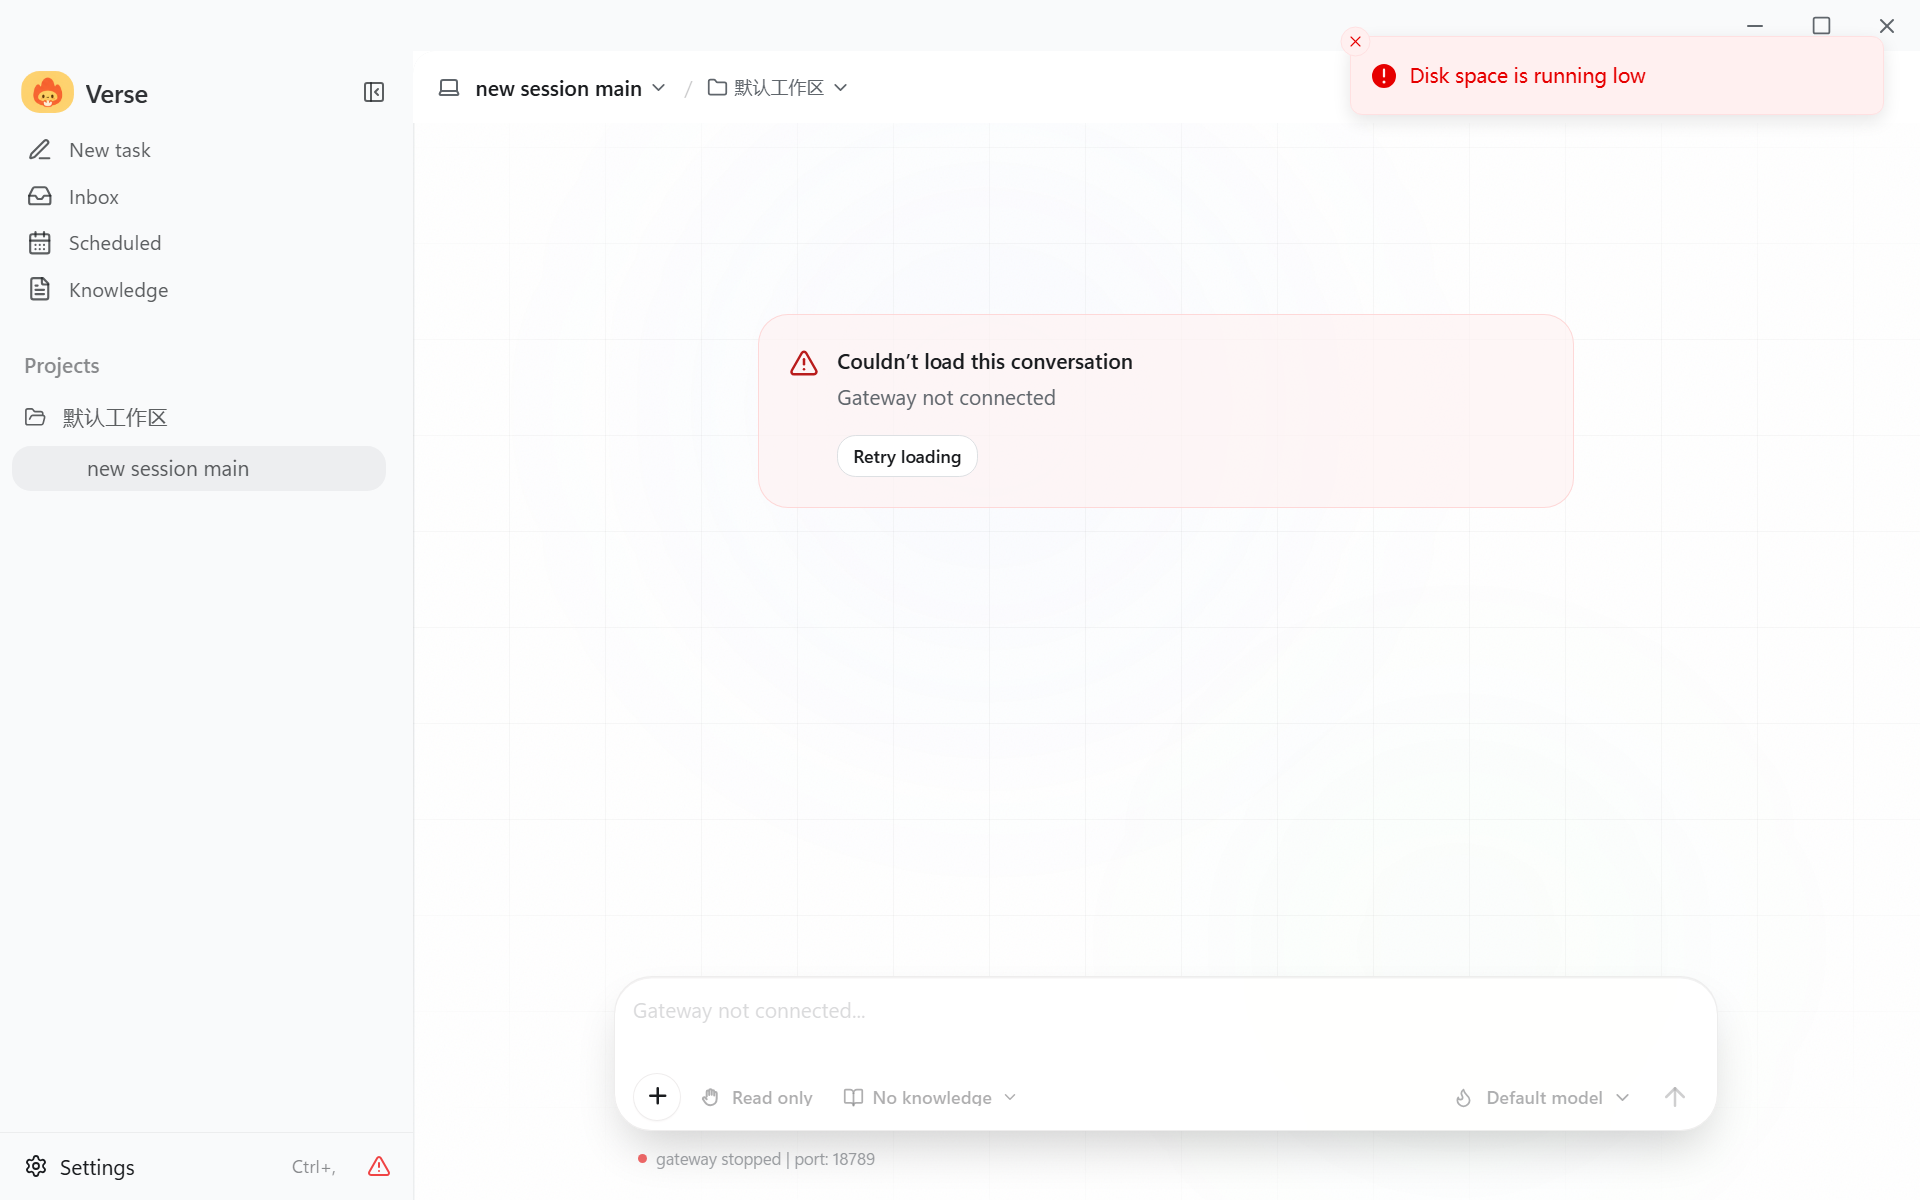 Verse
New task
Inbox
Scheduled
Knowledge
Projects
默认工作区
new session main
Settings
Ctrl+,
new session main / 默认工作区
Disk space is running low
Couldn’t load this conversation
Gateway not connected
Retry loading
Gateway not connected...
Read only
No knowledge
Default model
gateway stopped | port: 18789